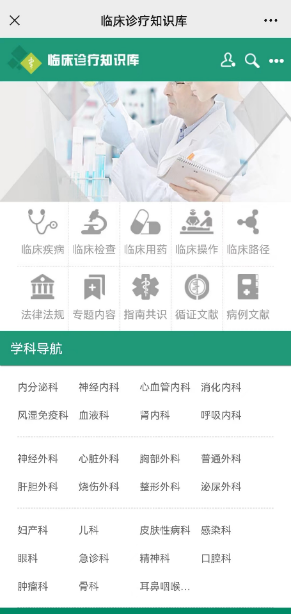 临床诊疗知识库
临床诊疗知识库
临床疾病 临床检查 临床用药 临床操作 临床路径
法律法规 专题内容 指南共识 循证文献 病例文献
学科导航
内分泌科 神经内科 心血管内科 消化内科
风湿免疫科 血液科 肾内科 呼吸内科
神经外科 心脏外科 胸部外科 普通外科
肝胆外科 烧伤外科 整形外科 泌尿外科
妇产科 儿科 皮肤性病科 感染科
眼科 急诊科 精神科 口腔科
肿瘤科 骨科 耳鼻咽喉...